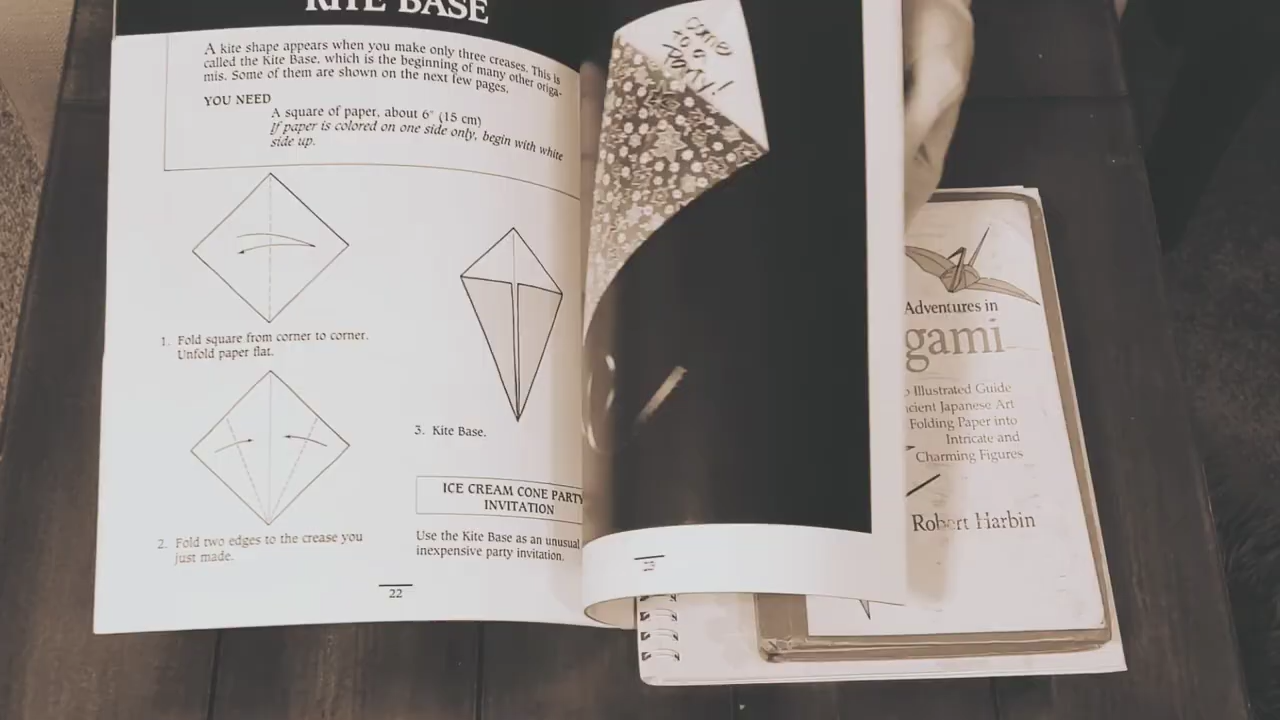 KITE BASE
A kite shape appears when you make only three creases. This is
called the Kite Base, which is the beginning of many other origa-
mis. Some of them are shown on the next few pages.
YOU NEED
A square of paper, about 6" (15 cm)
If paper is colored on one side only, begin with white
side up.
1. Fold square from corner to corner.
Unfold paper flat.
2. Fold two edges to the crease you
just made.
3. Kite Base.
ICE CREAM CONE PARTY
INVITATION
Use the Kite Base as an unusual
inexpensive party invitation.
22
Come
to a
Party!
Adventures in
gami
Illustrated Guide
Japanese Art
Folding Paper into
Intricate and
Charming Figures
Robert Harbin